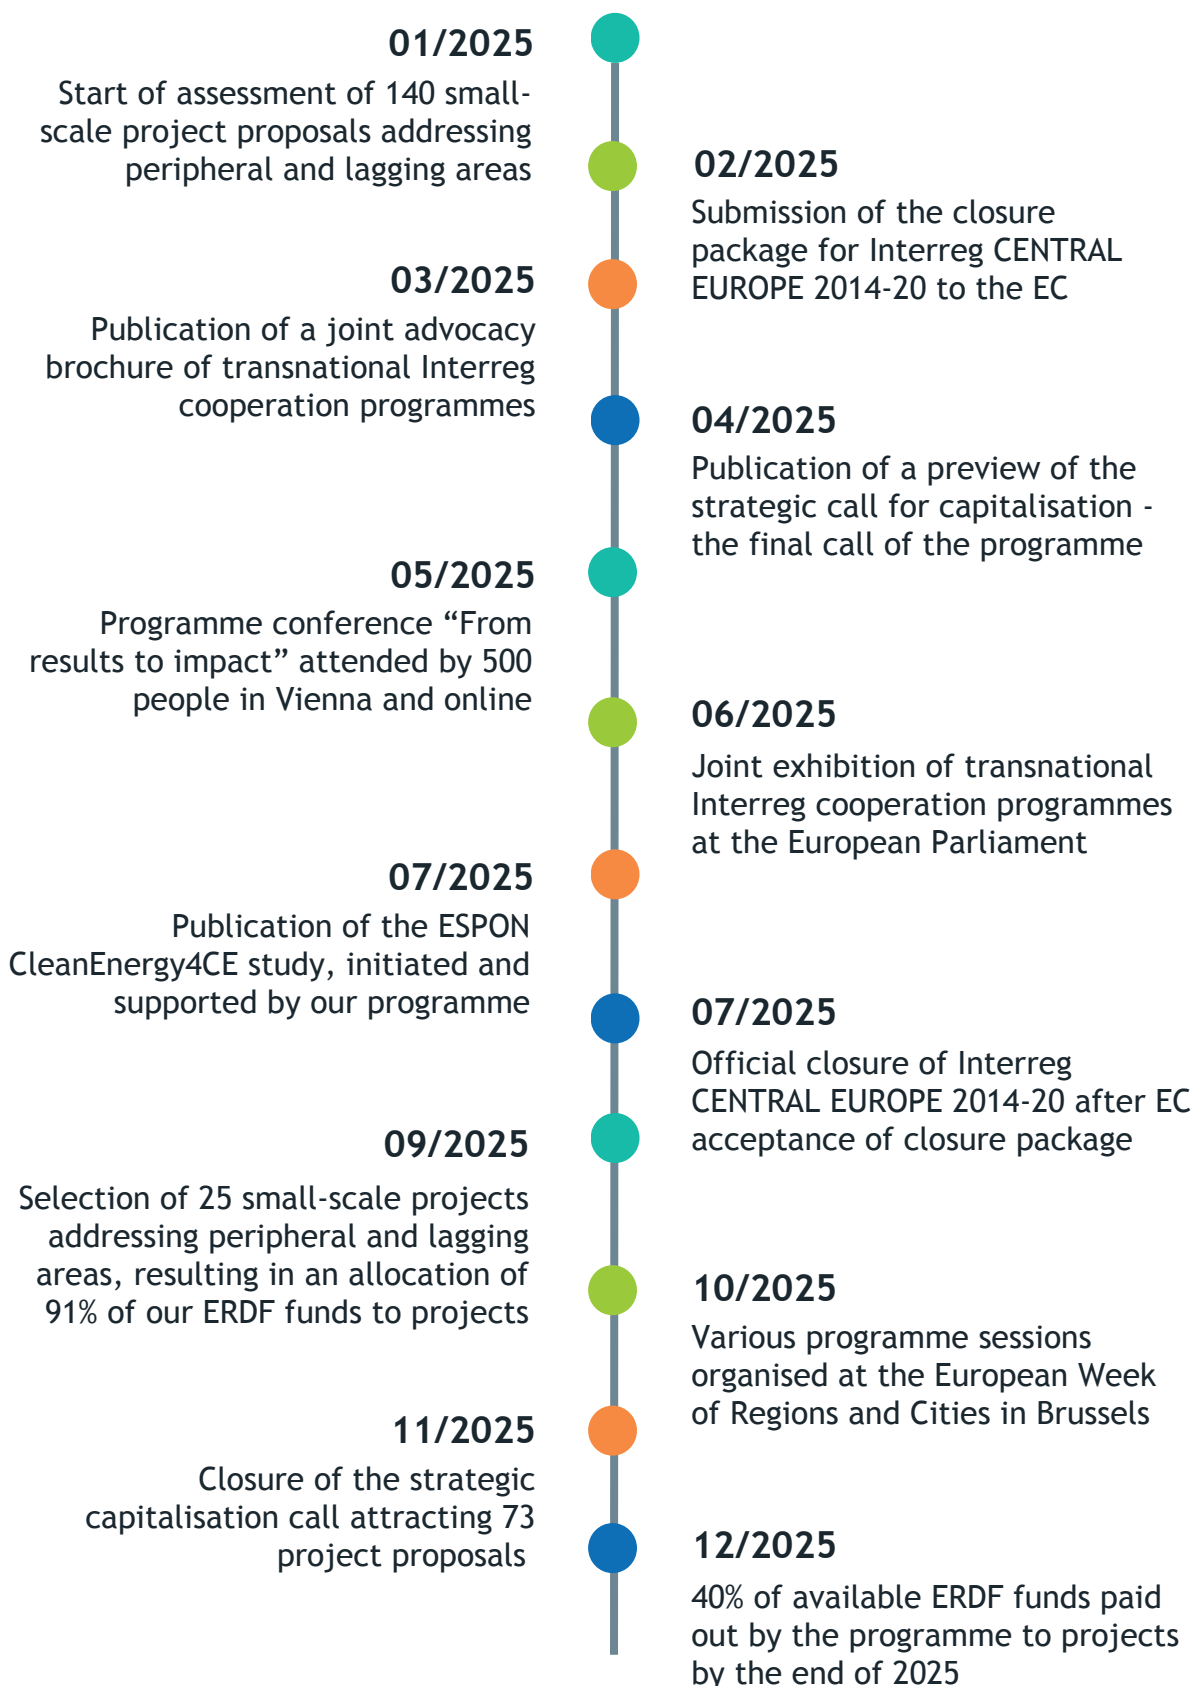 01/2025
Start of assessment of 140 small-
scale project proposals addressing
peripheral and lagging areas
02/2025
Submission of the closure
package for Interreg CENTRAL
EUROPE 2014-20 to the EC
03/2025
Publication of a joint advocacy
brochure of transnational Interreg
cooperation programmes
04/2025
Publication of a preview of the
strategic call for capitalisation -
the final call of the programme
05/2025
Programme conference “From
results to impact” attended by 500
people in Vienna and online
06/2025
Joint exhibition of transnational
Interreg cooperation programmes
at the European Parliament
07/2025
Publication of the ESPON
CleanEnergy4CE study, initiated and
supported by our programme
07/2025
Official closure of Interreg
CENTRAL EUROPE 2014-20 after EC
acceptance of closure package
09/2025
Selection of 25 small-scale projects
addressing peripheral and lagging
areas, resulting in an allocation of
91% of our ERDF funds to projects
10/2025
Various programme sessions
organised at the European Week
of Regions and Cities in Brussels
11/2025
Closure of the strategic
capitalisation call attracting 73
project proposals
12/2025
40% of available ERDF funds paid
out by the programme to projects
by the end of 2025